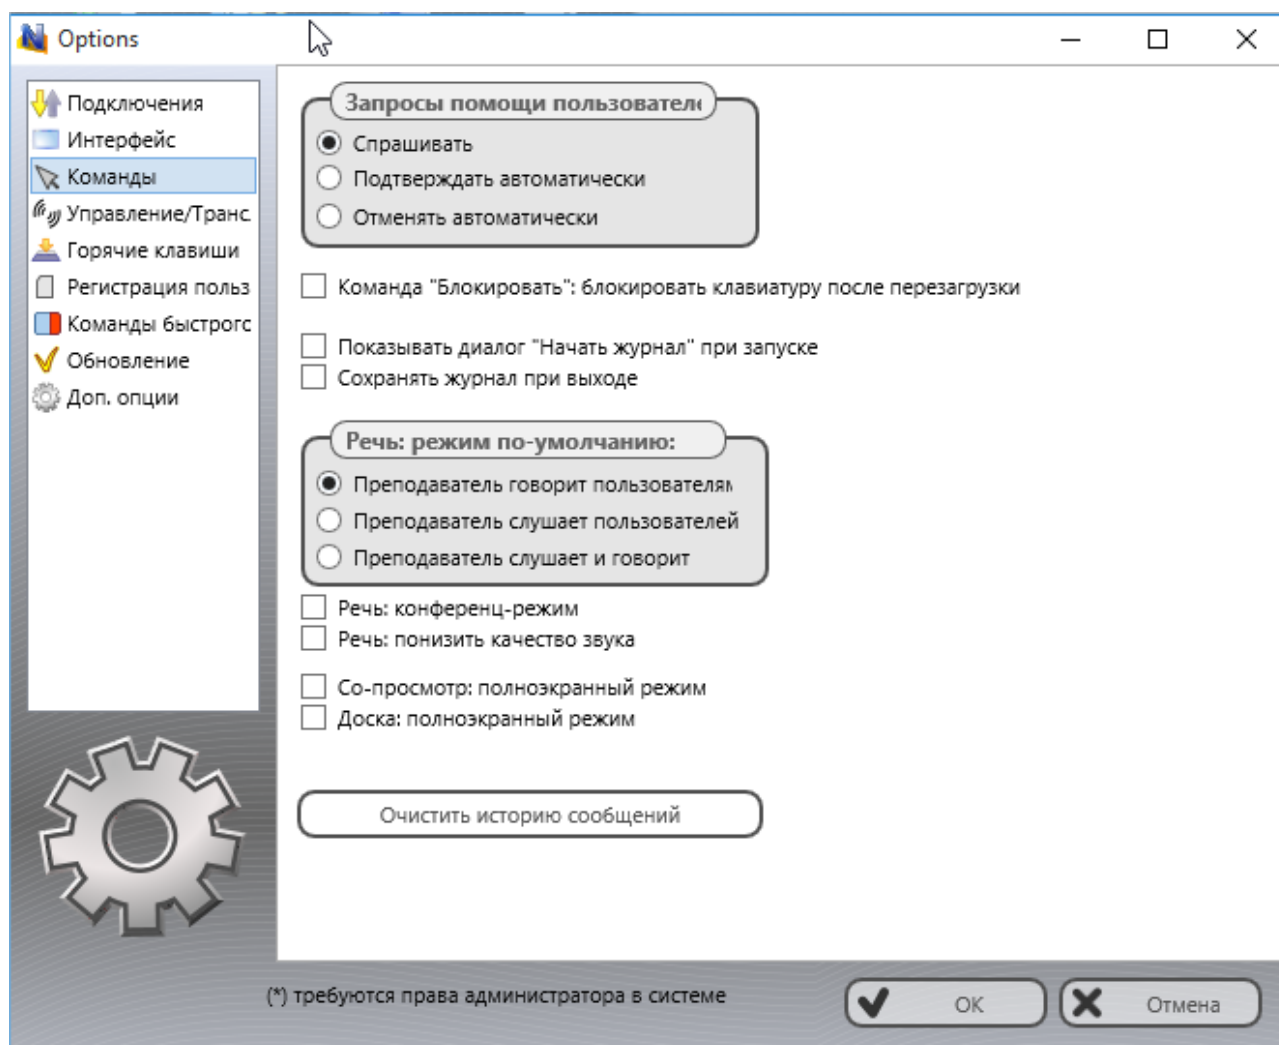 Options
Подключения
Интерфейс
Команды
Управление/Транс.
Горячие клавиши
Регистрация польз
Команды быстрого
Обновление
Доп. опции
Запросы помощи пользователе
Спрашивать
Подтверждать автоматически
Отменять автоматически
Команда "Блокировать": блокировать клавиатуру после перезагрузки
Показывать диалог "Начать журнал" при запуске
Сохранять журнал при выходе
Речь: режим по-умолчанию:
Преподаватель говорит пользователям
Преподаватель слушает пользователей
Преподаватель слушает и говорит
Речь: конференц-режим
Речь: понизить качество звука
Со-просмотр: полноэкранный режим
Доска: полноэкранный режим
Очистить историю сообщений
(*) требуются права администратора в системе
ОК
Отмена